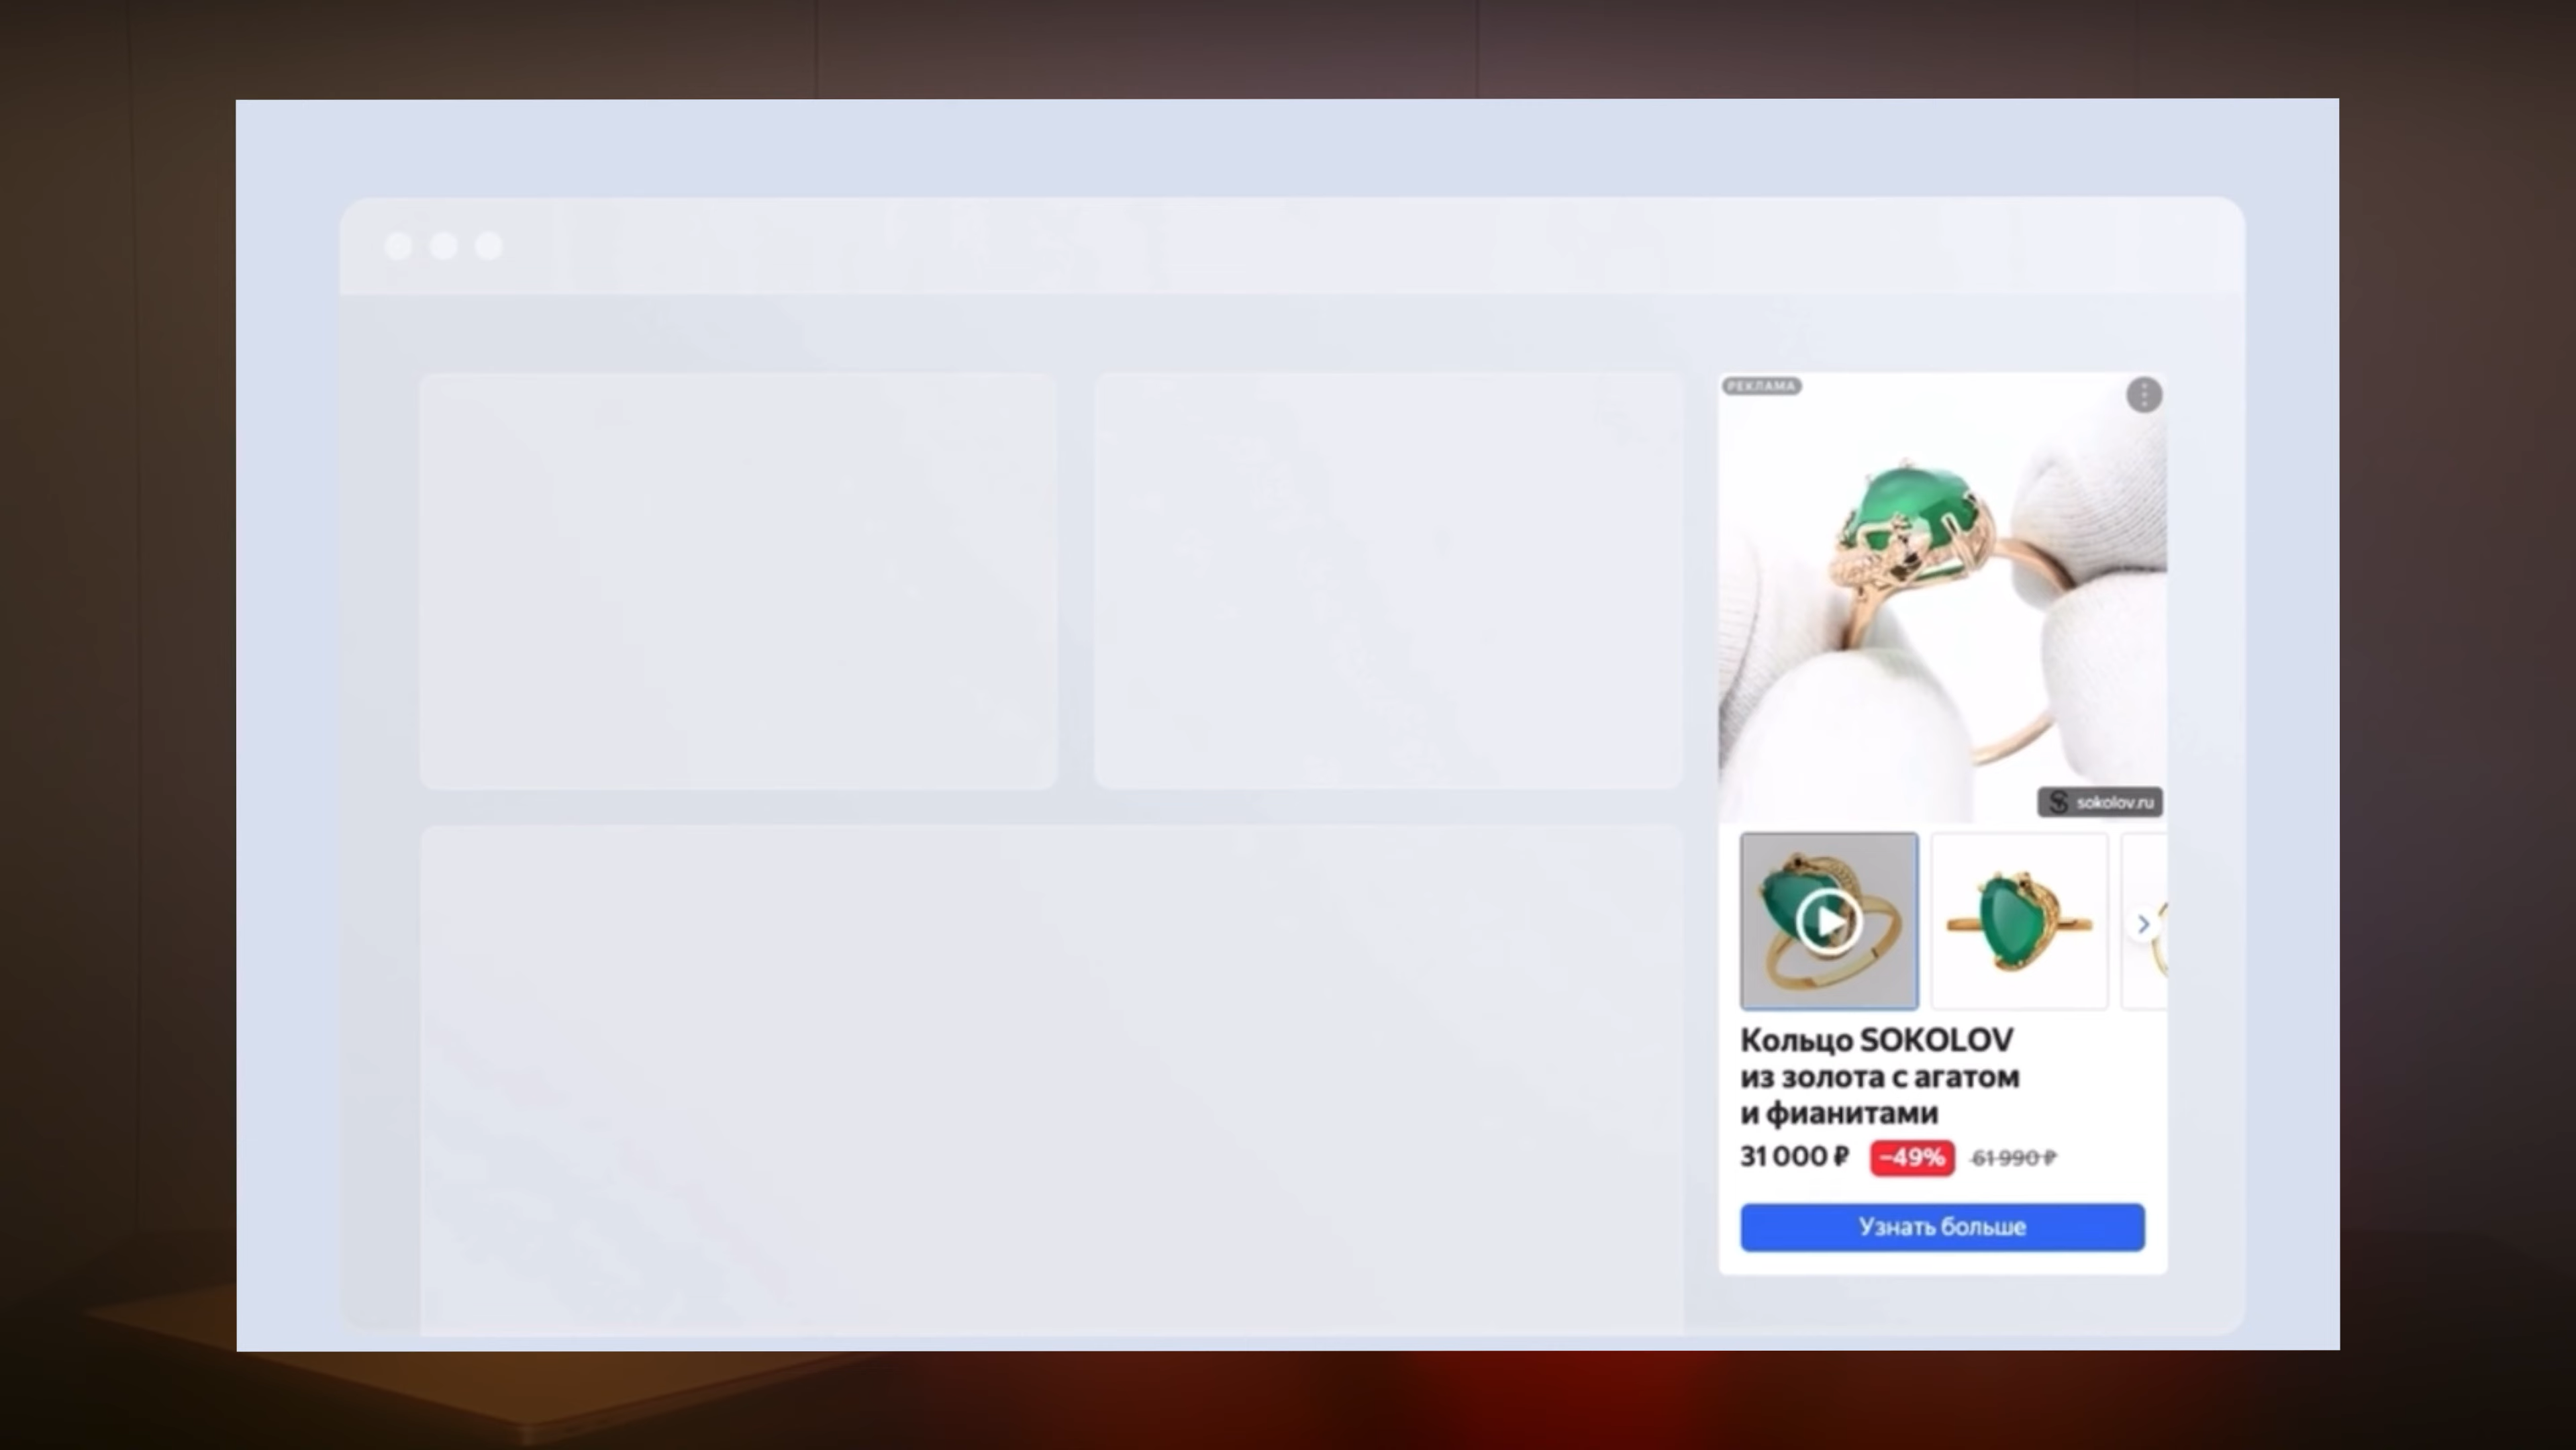 РЕКЛАМА
sokolov.ru
Кольцо SOKOLOV
из золота с агатом
и фианитами
31 000 ₽ –49% 61 990 ₽
Узнать больше